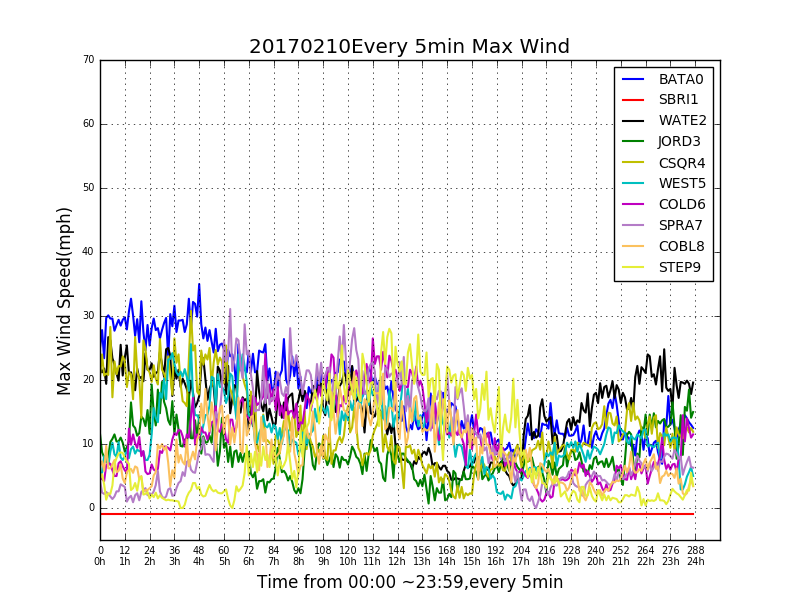 20170210Every 5min Max Wind
Max Wind Speed(mph)
70
60
50
40
30
20
10
0
BATA0
SBRI1
WATE2
JORD3
CSQR4
WEST5
COLD6
SPRA7
COBL8
STEP9
0 12 24 36 48 60 72 84 96 108 120 132 144 156 168 180 192 204 216 228 240 252 264 276 288
0h 1h 2h 3h 4h 5h 6h 7h 8h 9h 10h 11h 12h 13h 14h 15h 16h 17h 18h 19h 20h 21h 22h 23h 24h
Time from 00:00 ~23:59,every 5min